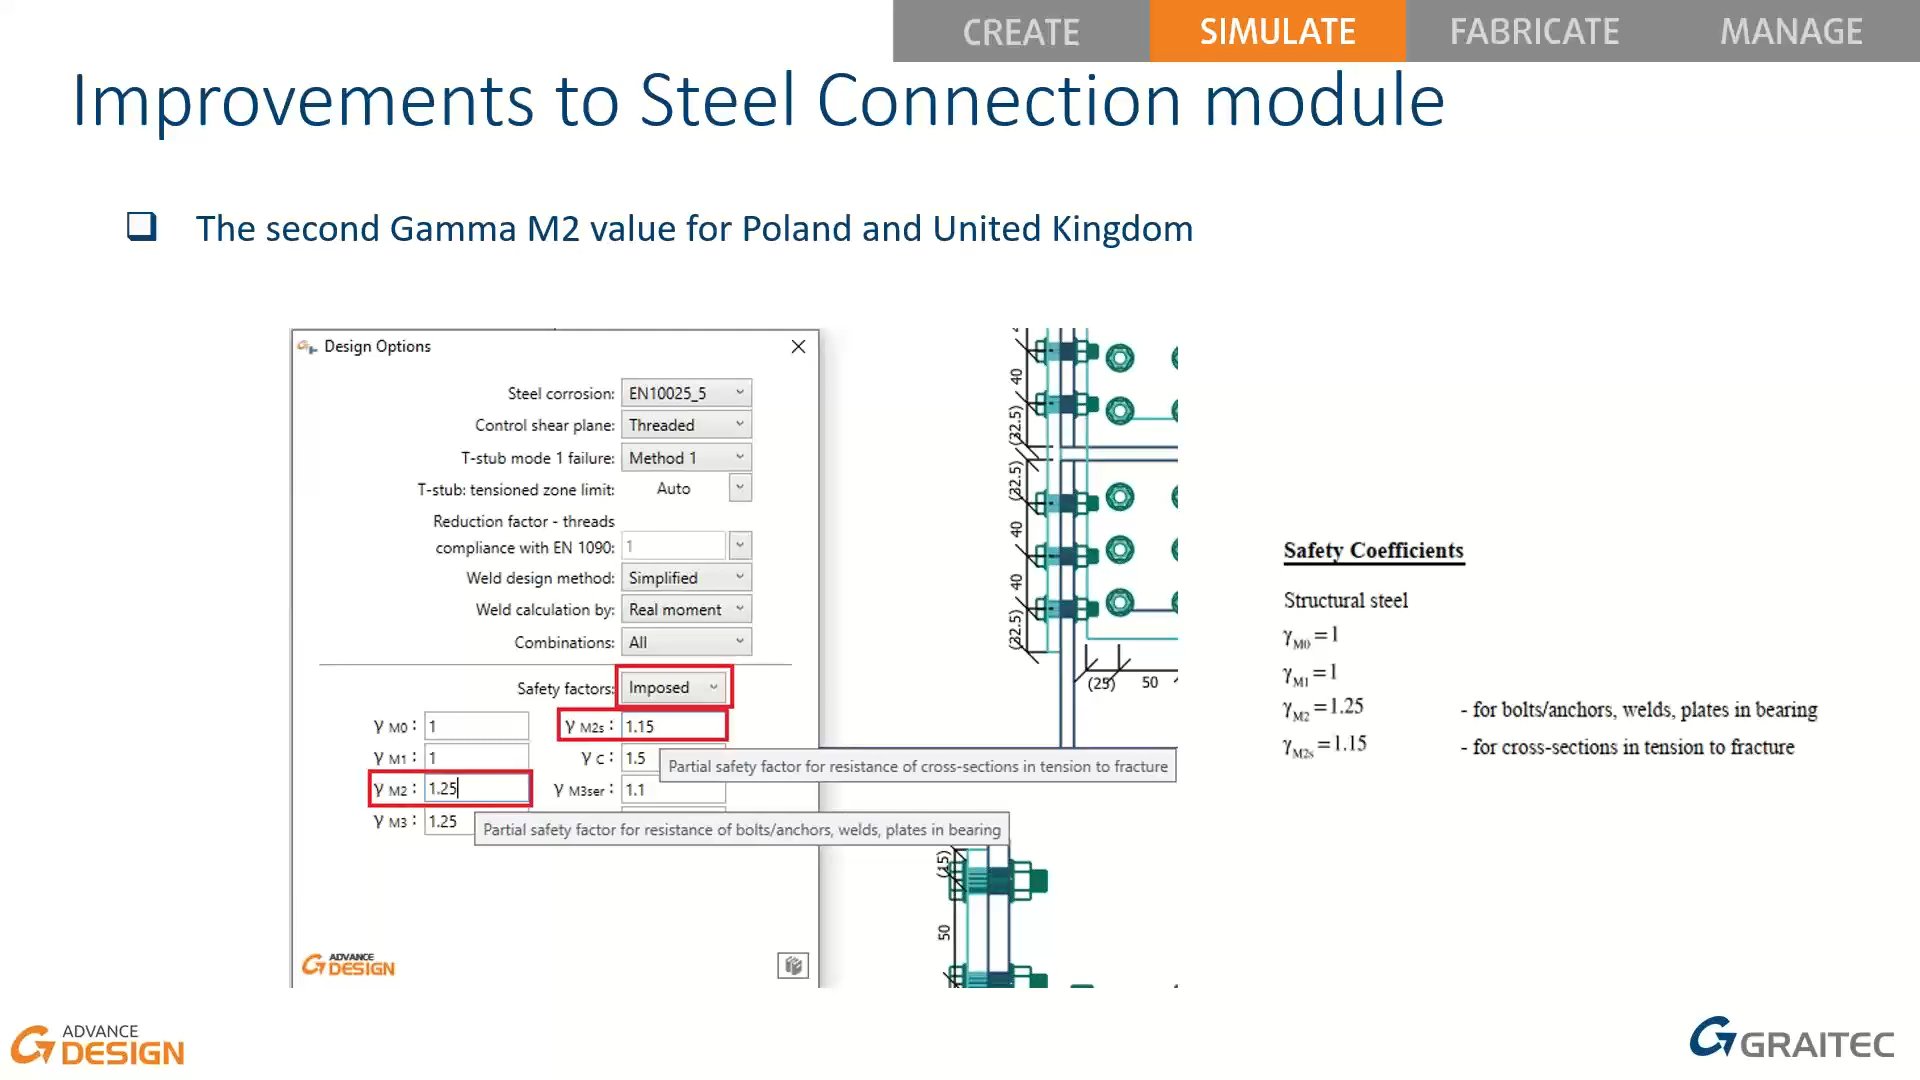 CREATE SIMULATE FABRICATE MANAGE
Improvements to Steel Connection module
The second Gamma M2 value for Poland and United Kingdom
Design Options
Steel corrosion: EN10025_5
Control shear plane: Threaded
T-stub mode 1 failure: Method 1
T-stub: tensioned zone limit: Auto
Reduction factor - threads
compliance with EN 1090: 1
Weld design method: Simplified
Weld calculation by: Real moment
Combinations: All
Safety factors: Imposed
γ M0 : 1 γ M2s : 1.15
γ M1 : 1 γ C : 1.5
Partial safety factor for resistance of cross-sections in tension to fracture
γ M2 : 1.25 γ M3ser : 1.1
γ M3 : 1.25
Partial safety factor for resistance of bolts/anchors, welds, plates in bearing
ADVANCE
DESIGN
40
(32.5)
(32.5)
40
40
(32.5)
(25) 50
(15)
50
Safety Coefficients
Structural steel
γM0 =1
γM1 =1
γM2 =1.25 - for bolts/anchors, welds, plates in bearing
γM2s =1.15 - for cross-sections in tension to fracture
ADVANCE
DESIGN
GRAITEC